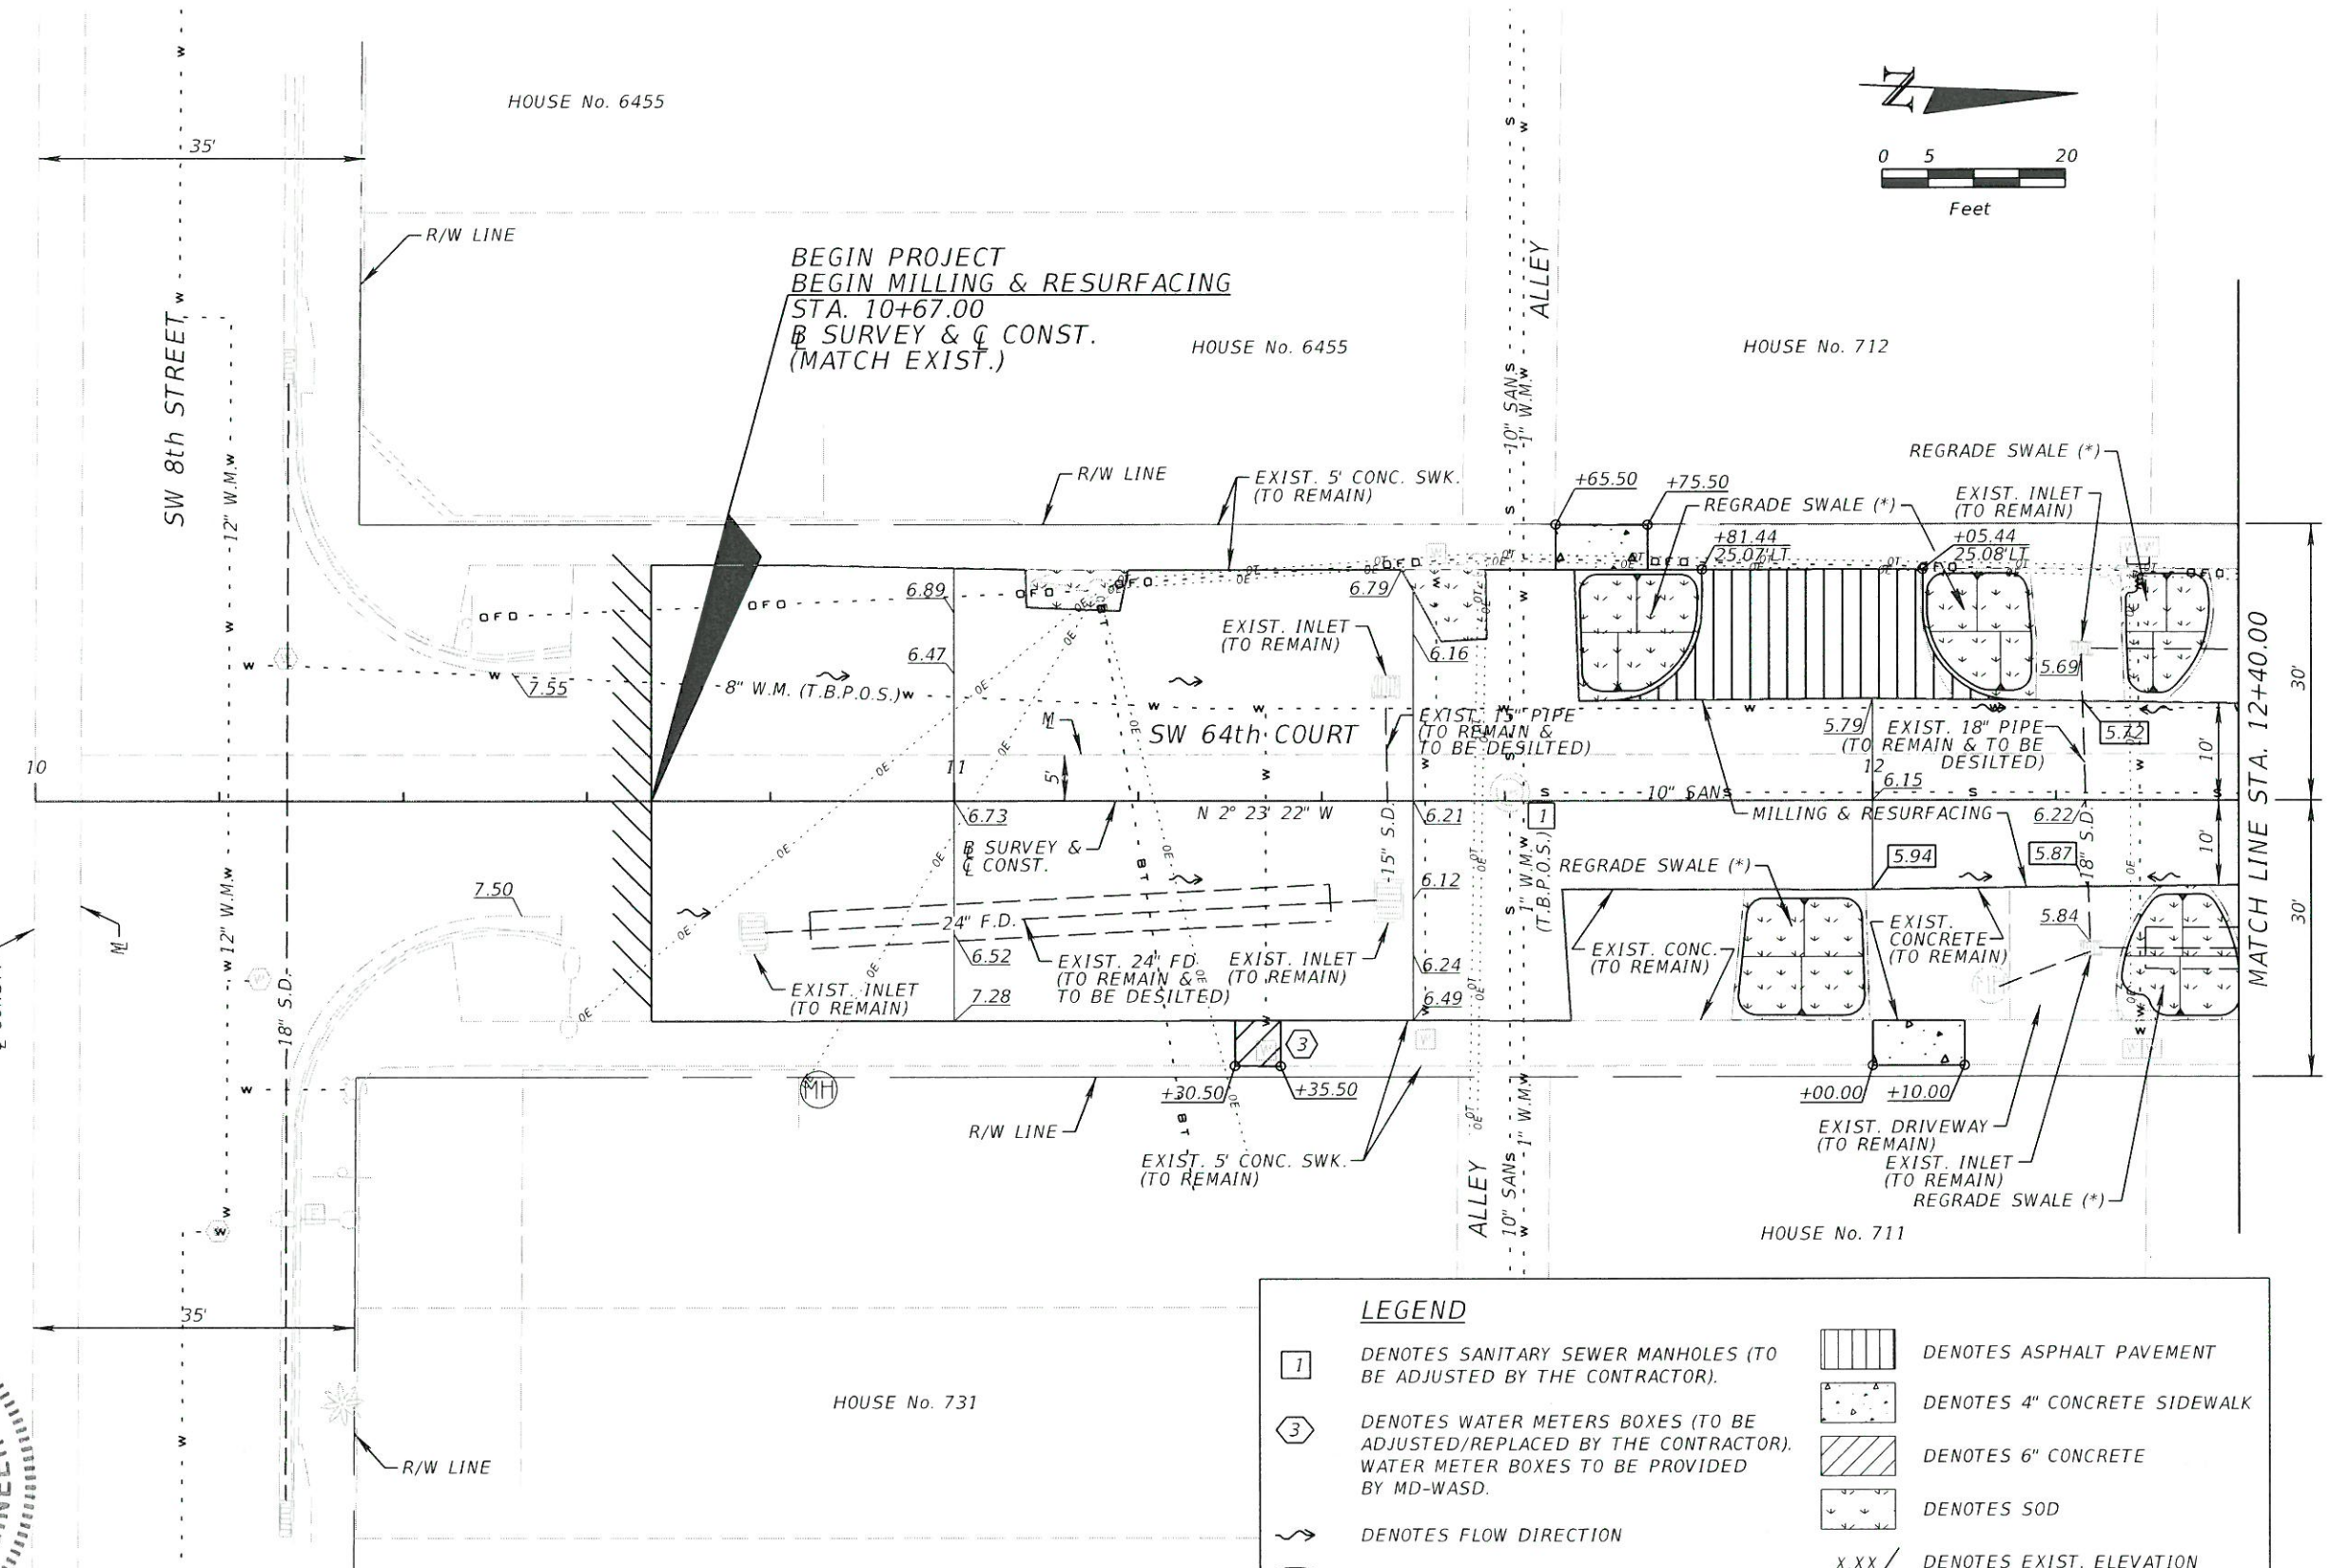 HOUSE No. 6455
35'
R/W LINE
SW 8th STREET
12" W.M.
BEGIN PROJECT
BEGIN MILLING & RESURFACING
STA. 10+67.00
B SURVEY & C CONST.
(MATCH EXIST.)
HOUSE No. 6455
ALLEY
10" SAN
1" W.M.
HOUSE No. 712
N
0 5 20
Feet
R/W LINE
EXIST. 5' CONC. SWK.
(TO REMAIN)
+65.50
+75.50
REGRADE SWALE (*)
REGRADE SWALE (*)
EXIST. INLET
(TO REMAIN)
+81.44
25.07'LT
+05.44
25.08'LT
6.89
6.79
6.47
6.16
EXIST. INLET
(TO REMAIN)
7.55
8" W.M. (T.B.P.O.S.)
SW 64th COURT
EXIST. 15" PIPE
(TO REMAIN &
TO BE DESILTED)
5.69
5.79
EXIST. 18" PIPE
(TO REMAIN & TO BE
DESILTED)
5.72
10'
30'
MATCH LINE STA. 12+40.00
10
11
12
5'
ML
6.15
10" SAN
6.73
N 2° 23' 22" W
6.21
1
MILLING & RESURFACING
6.22
10'
B SURVEY &
C CONST.
15" S.D.
1" W.M.
(T.B.P.O.S.)
REGRADE SWALE (*)
5.94
5.87
18" S.D.
30'
7.50
ML
12" W.M.
18" S.D.
24" F.D.
6.12
6.52
EXIST. 24" FD
(TO REMAIN &
TO BE DESILTED)
EXIST. INLET
(TO REMAIN)
6.24
6.49
7.28
EXIST. INLET
(TO REMAIN)
EXIST. CONC.
(TO REMAIN)
EXIST.
CONCRETE
(TO REMAIN)
5.84
MH
3
+30.50
+35.50
+00.00
+10.00
R/W LINE
EXIST. 5' CONC. SWK.
(TO REMAIN)
EXIST. DRIVEWAY
(TO REMAIN)
EXIST. INLET
(TO REMAIN)
REGRADE SWALE (*)
ALLEY
10" SAN
1" W.M.
HOUSE No. 711
35'
HOUSE No. 731
R/W LINE
LEGEND
1
DENOTES SANITARY SEWER MANHOLES (TO
BE ADJUSTED BY THE CONTRACTOR).
3
DENOTES WATER METERS BOXES (TO BE
ADJUSTED/REPLACED BY THE CONTRACTOR).
WATER METER BOXES TO BE PROVIDED
BY MD-WASD.
DENOTES FLOW DIRECTION
DENOTES ASPHALT PAVEMENT
DENOTES 4" CONCRETE SIDEWALK
DENOTES 6" CONCRETE
DENOTES SOD
X.XX DENOTES EXIST. ELEVATION